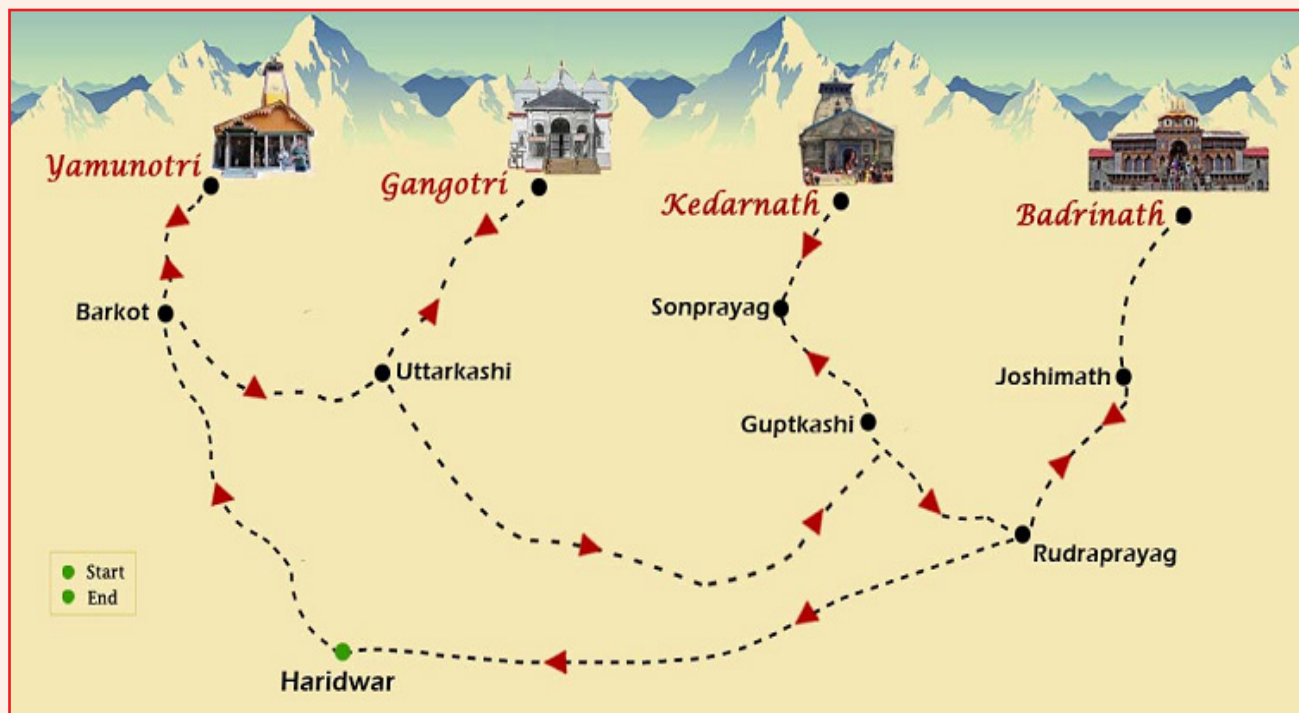 Yamunotri
Gangotri
Kedarnath
Badrinath
Barkot
Sonprayag
Uttarkashi
Joshimath
Guptkashi
Rudraprayag
Start
End
Haridwar